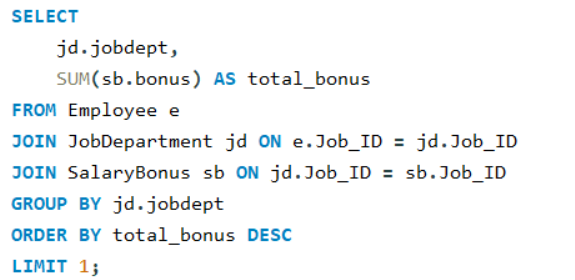 SELECT
    jd.jobdept,
    SUM(sb.bonus) AS total_bonus
FROM Employee e
JOIN JobDepartment jd ON e.Job_ID = jd.Job_ID
JOIN SalaryBonus sb ON jd.Job_ID = sb.Job_ID
GROUP BY jd.jobdept
ORDER BY total_bonus DESC
LIMIT 1;